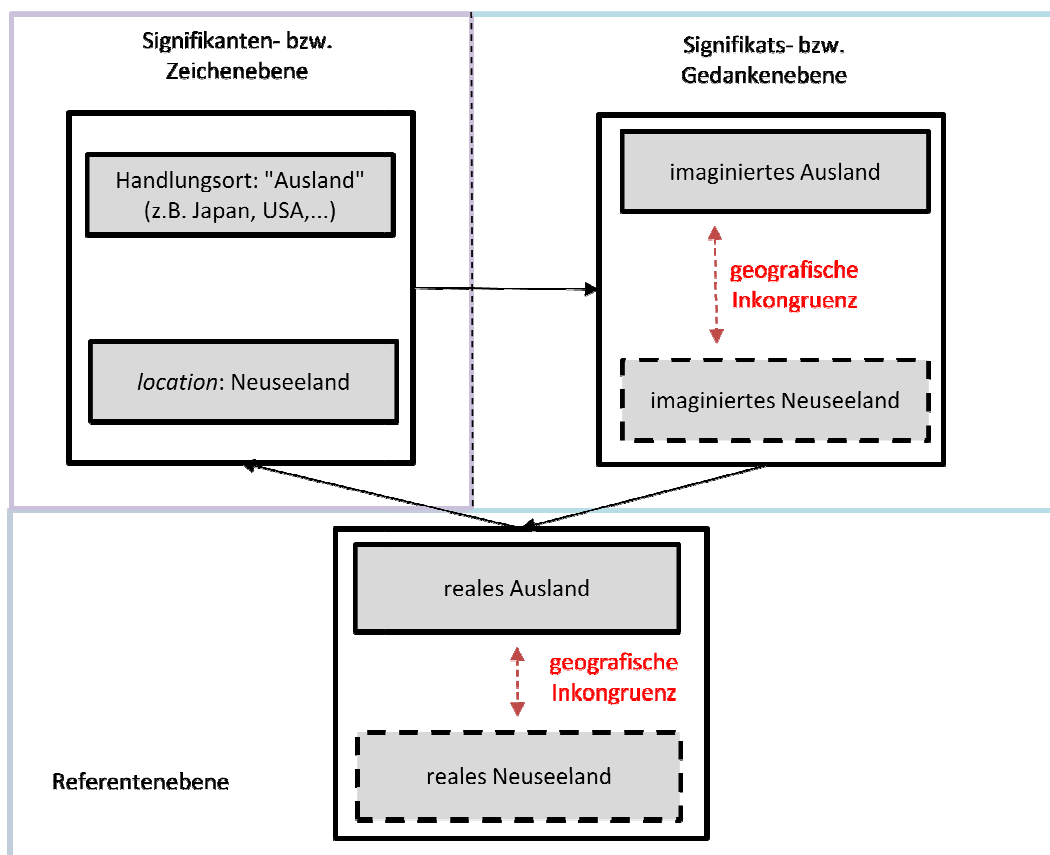 Signifikanten- bzw.
Zeichenebene
Handlungsort: "Ausland"
(z.B. Japan, USA,...)
location: Neuseeland
Signifikats- bzw.
Gedankenebene
imaginiertes Ausland
geografische
Inkongruenz
imaginiertes Neuseeland
reales Ausland
geografische
Inkongruenz
reales Neuseeland
Referentenebene